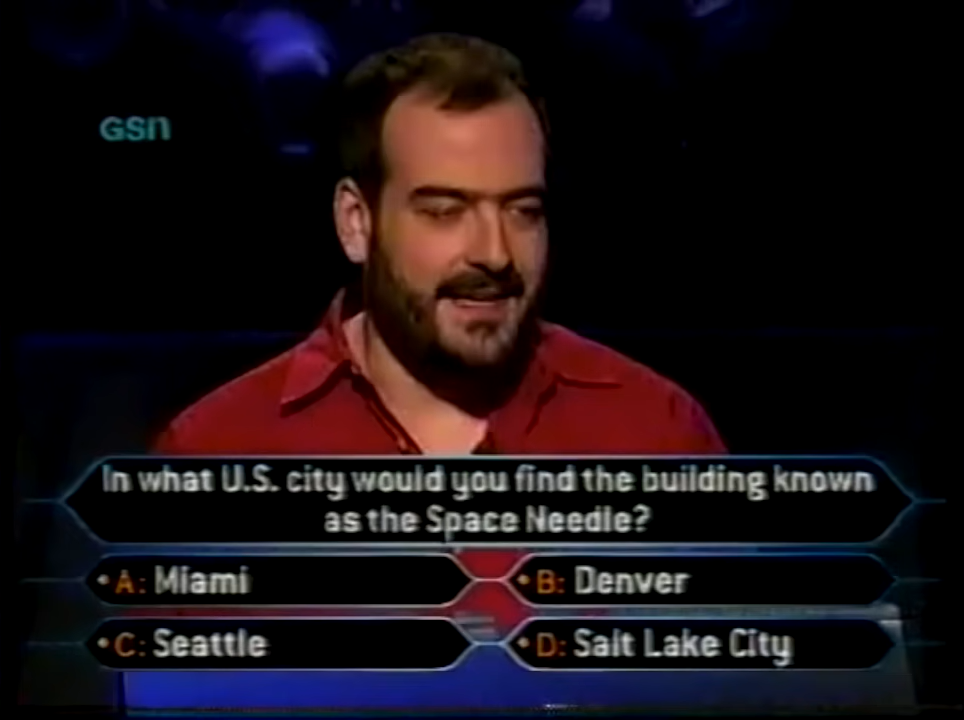 GSN
In what U.S. city would you find the building known
as the Space Needle?
A: Miami
B: Denver
C: Seattle
D: Salt Lake City